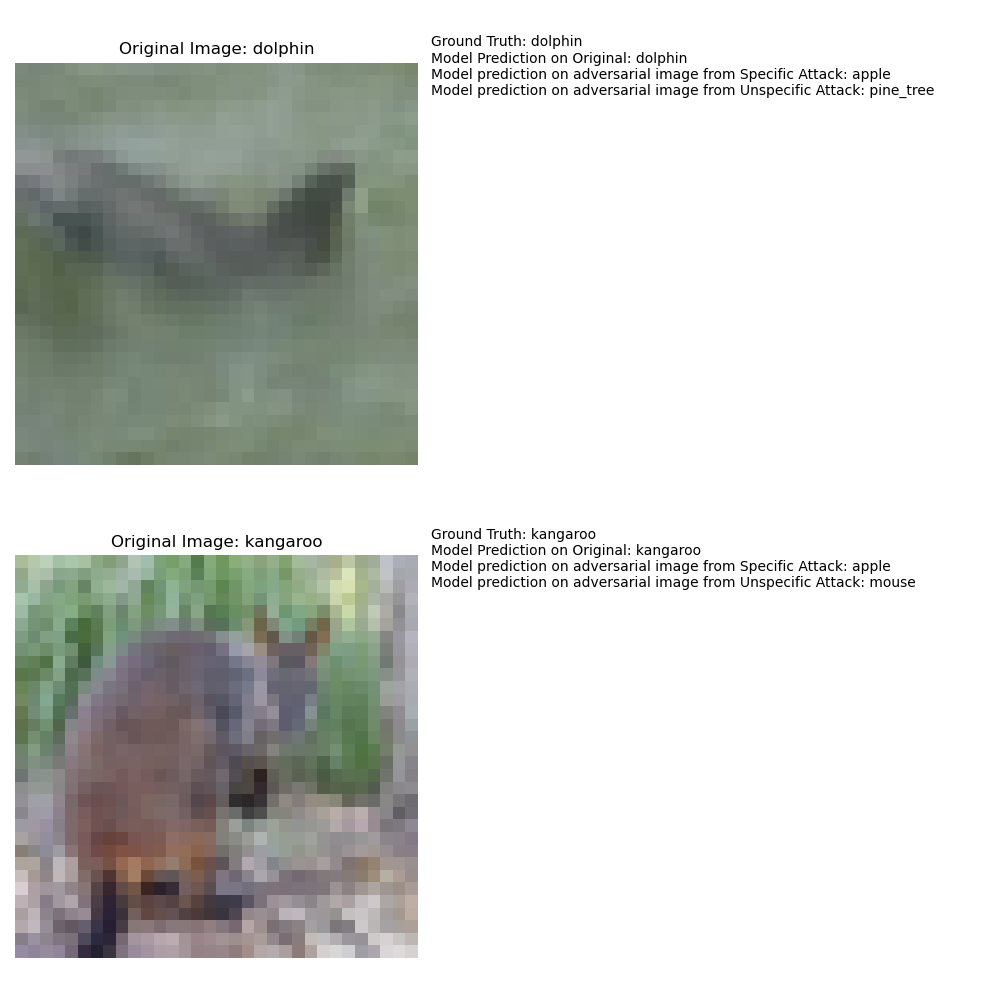 Original Image: dolphin
Ground Truth: dolphin
Model Prediction on Original: dolphin
Model prediction on adversarial image from Specific Attack: apple
Model prediction on adversarial image from Unspecific Attack: pine_tree
Original Image: kangaroo
Ground Truth: kangaroo
Model Prediction on Original: kangaroo
Model prediction on adversarial image from Specific Attack: apple
Model prediction on adversarial image from Unspecific Attack: mouse